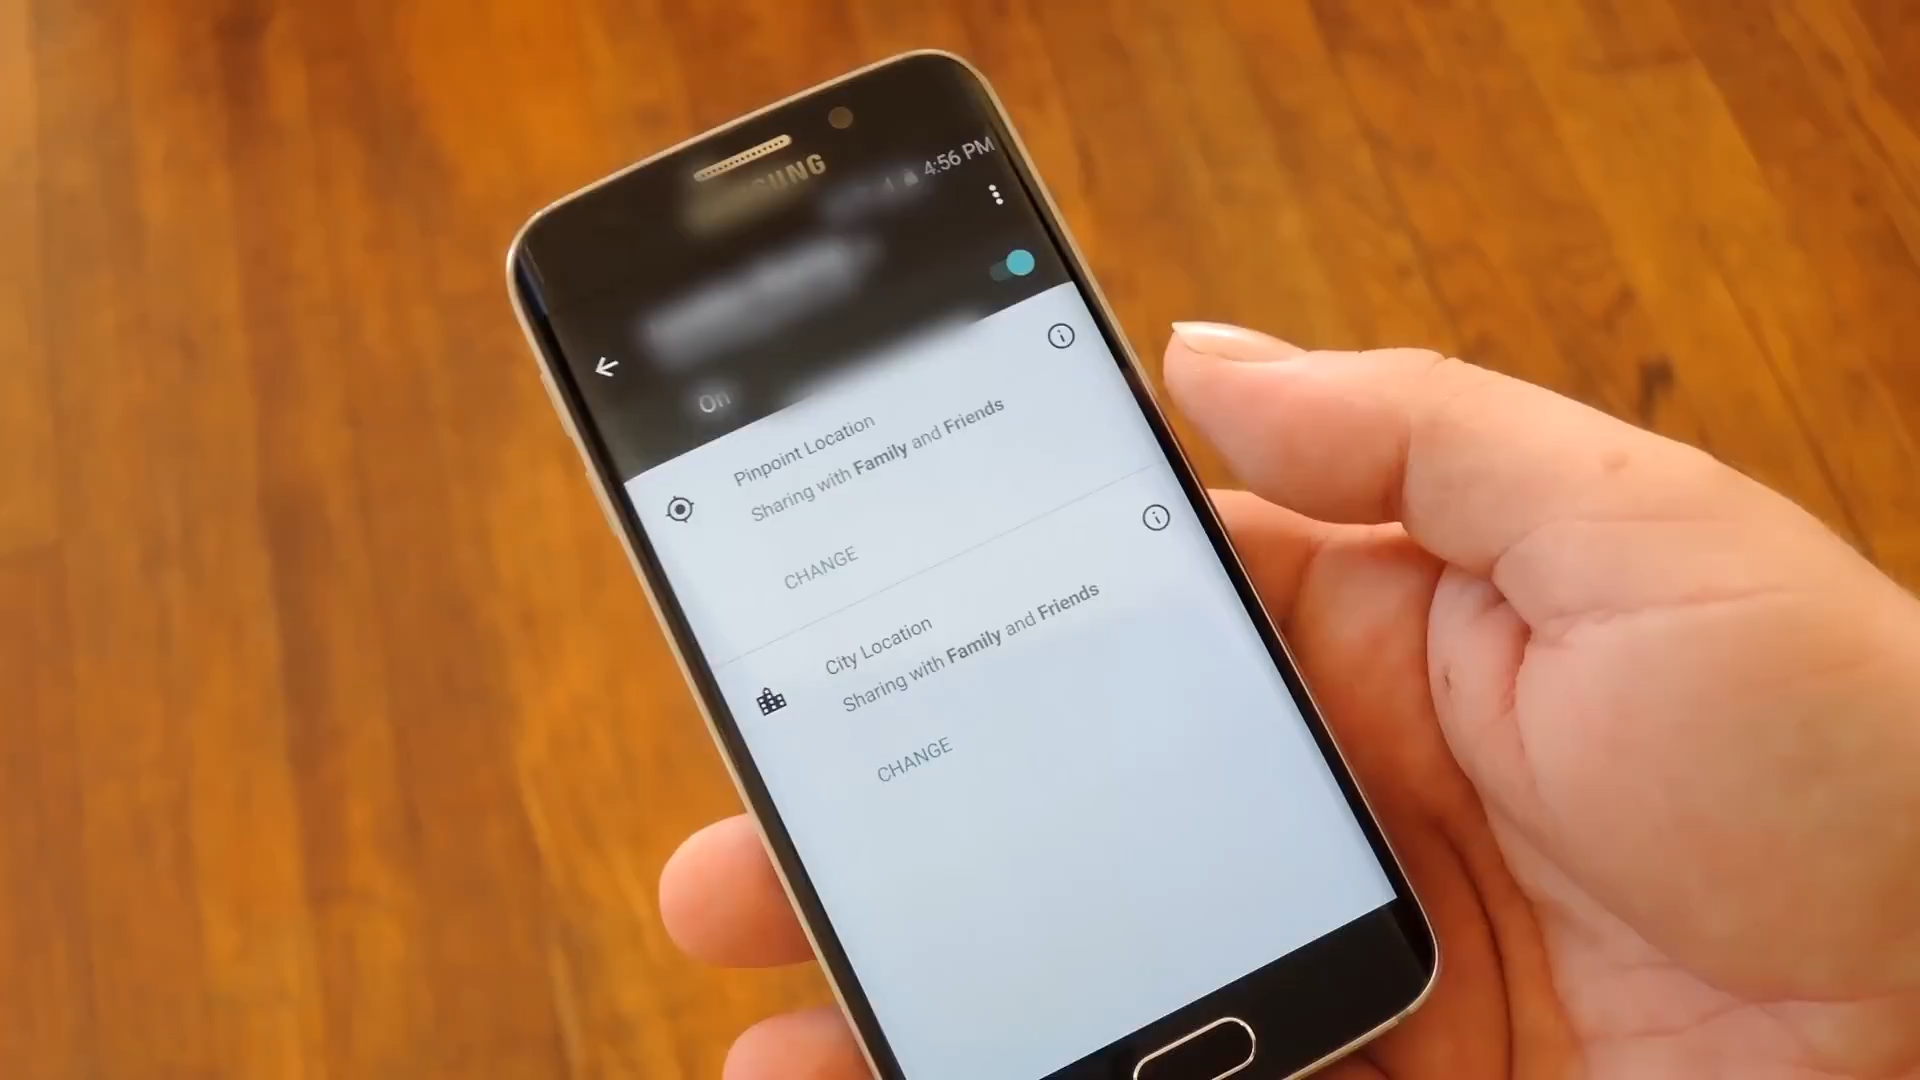 4:56 PM
On
Pinpoint Location
Sharing with Family and Friends
CHANGE
City Location
Sharing with Family and Friends
CHANGE